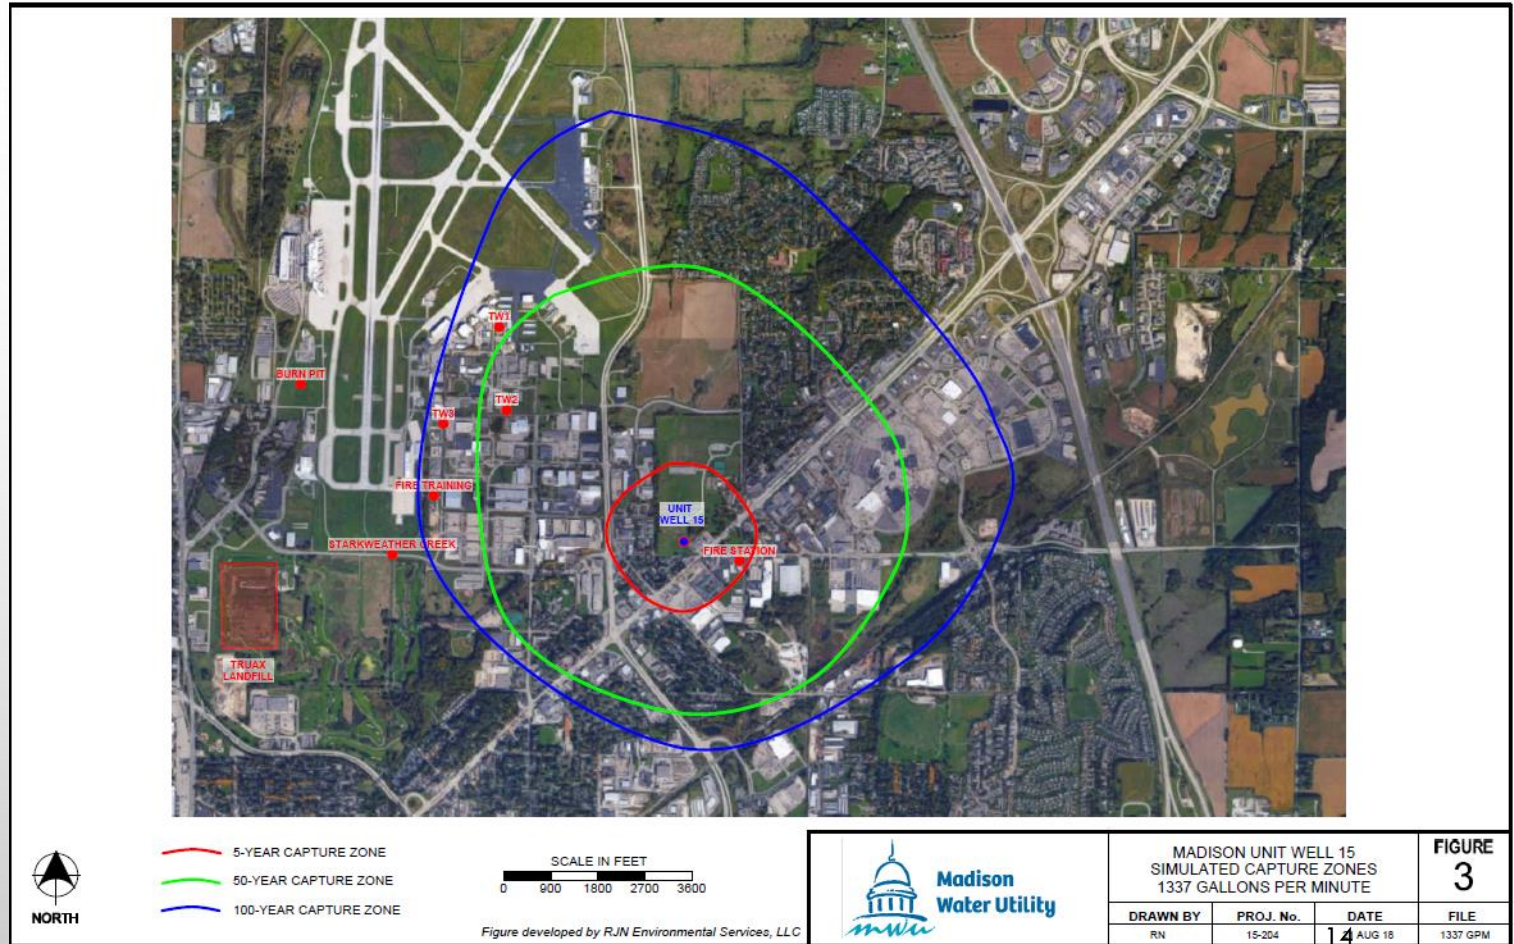 TW1
BURN PIT
TW2
TW3
FIRE TRAINING
UNIT
WELL 15
STARKWEATHER CREEK
FIRE STATION
TRUAX
LANDFILL
NORTH
5-YEAR CAPTURE ZONE
50-YEAR CAPTURE ZONE
100-YEAR CAPTURE ZONE
SCALE IN FEET
0 900 1800 2700 3600
Figure developed by RJN Environmental Services, LLC
mwu
Madison
Water Utility
MADISON UNIT WELL 15
SIMULATED CAPTURE ZONES
1337 GALLONS PER MINUTE
FIGURE
3
DRAWN BY PROJ. No. DATE FILE
RN 15-204 14 AUG 18 1337 GPM